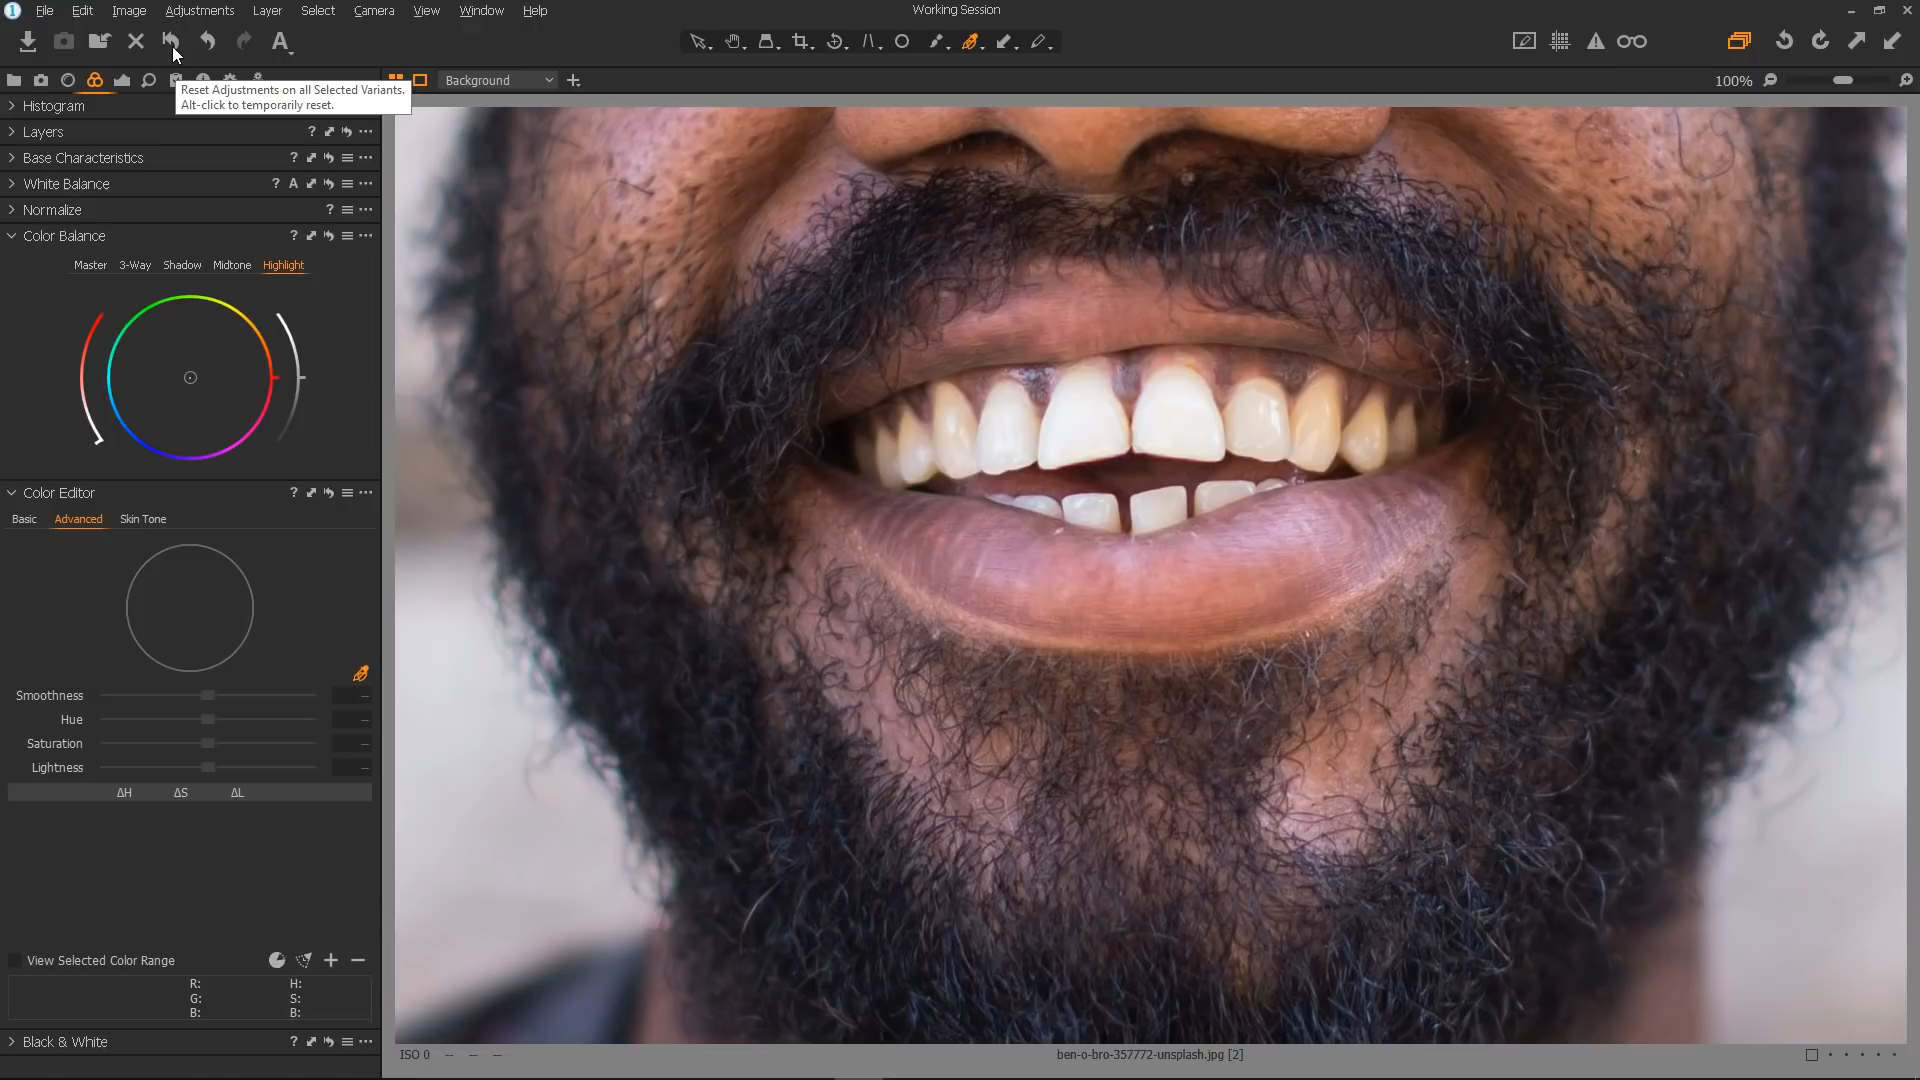 File Edit Image Adjustments Layer Select Camera View Window Help
Working Session
A
Background
100%
Reset Adjustments on all Selected Variants.
Alt-click to temporarily reset.
Histogram
Layers ? ...
Base Characteristics ? ...
White Balance ? A ...
Normalize ? ...
Color Balance ? ...
Master 3-Way Shadow Midtone Highlight
Color Editor ? ...
Basic Advanced Skin Tone
Smoothness –
Hue –
Saturation –
Lightness –
ΔH ΔS ΔL
View Selected Color Range
R: H:
G: S:
B: B:
Black & White ? ...
ISO 0 -- -- --
ben-o-bro-357772-unsplash.jpg [2]